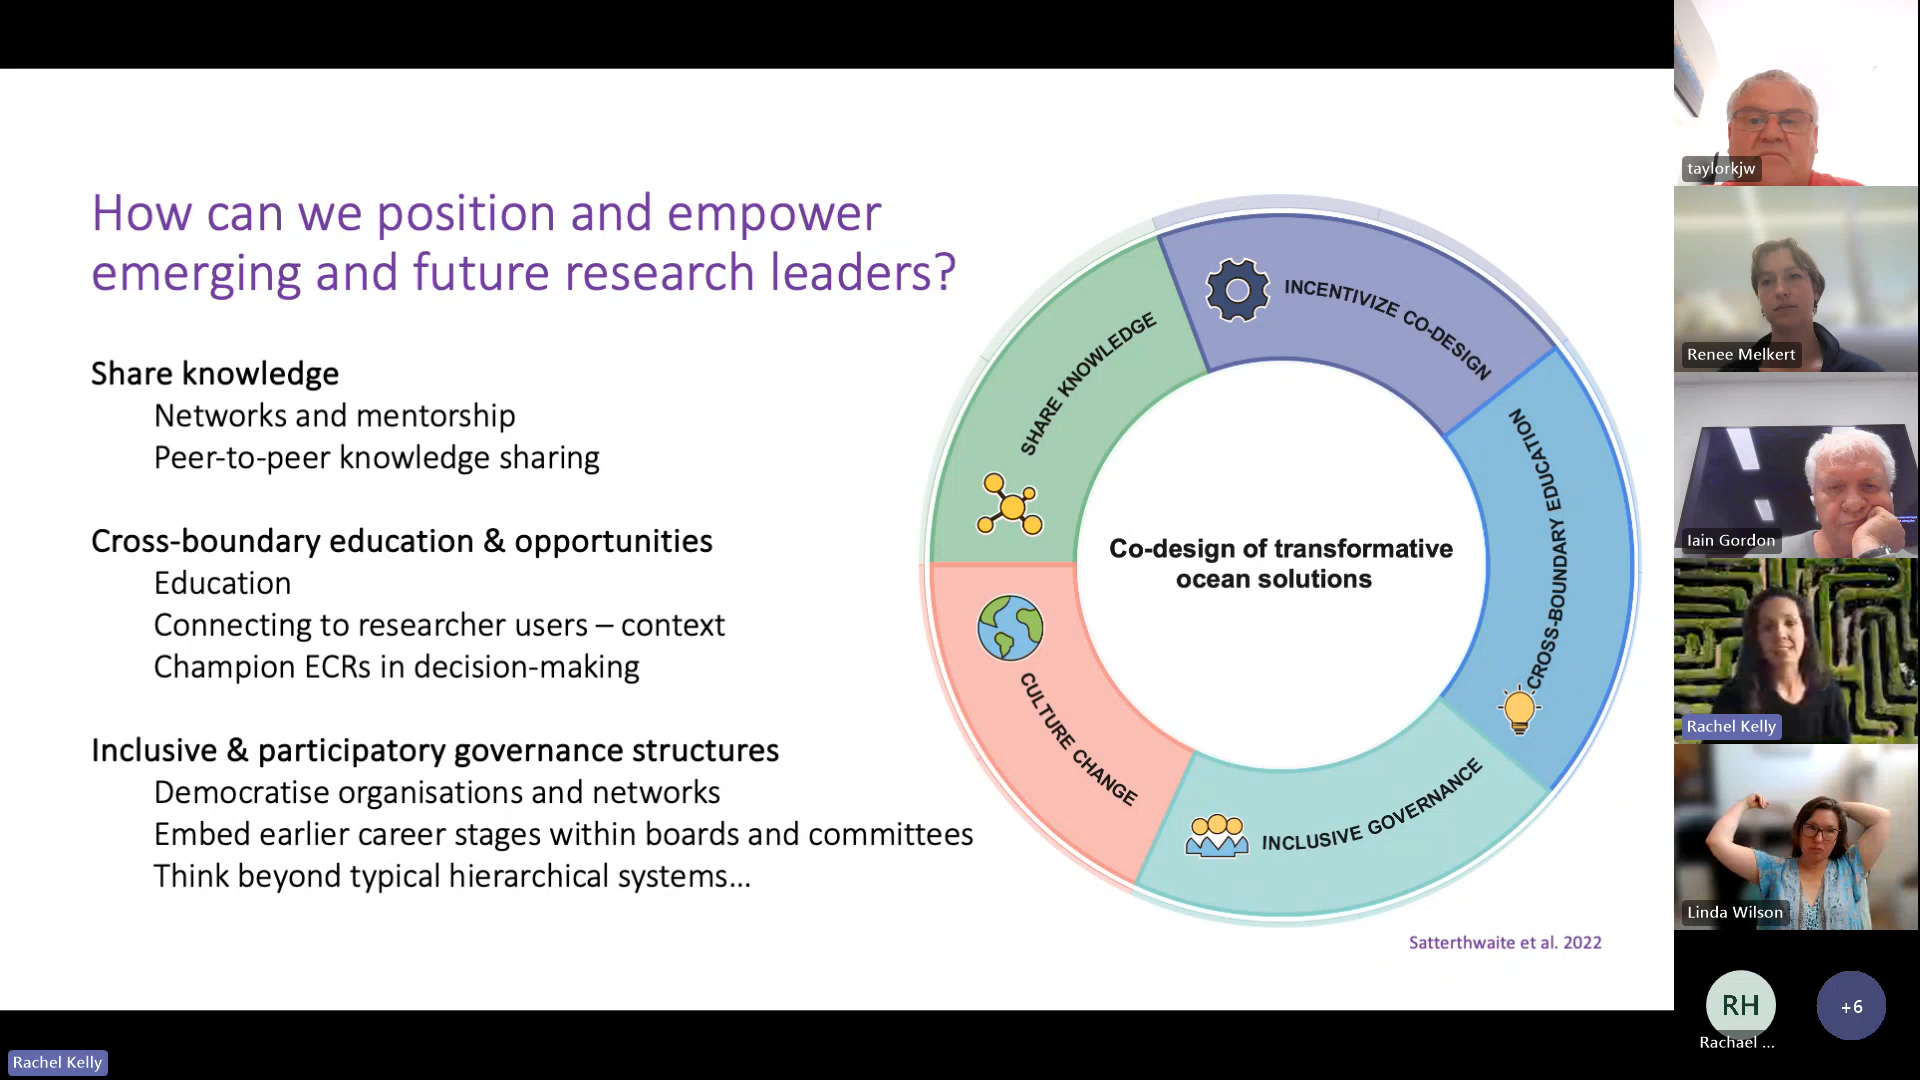 How can we position and empower
emerging and future research leaders?
Share knowledge
Networks and mentorship
Peer-to-peer knowledge sharing
Cross-boundary education & opportunities
Education
Connecting to researcher users – context
Champion ECRs in decision-making
Inclusive & participatory governance structures
Democratise organisations and networks
Embed earlier career stages within boards and committees
Think beyond typical hierarchical systems...
INCENTIVIZE CO-DESIGN
CROSS-BOUNDARY EDUCATION
INCLUSIVE GOVERNANCE
CULTURE CHANGE
SHARE KNOWLEDGE
Co-design of transformative
ocean solutions
Satterthwaite et al. 2022
taylorkjw
Renee Melkert
Iain Gordon
Rachel Kelly
Linda Wilson
RH
Rachael ...
+6
Rachel Kelly